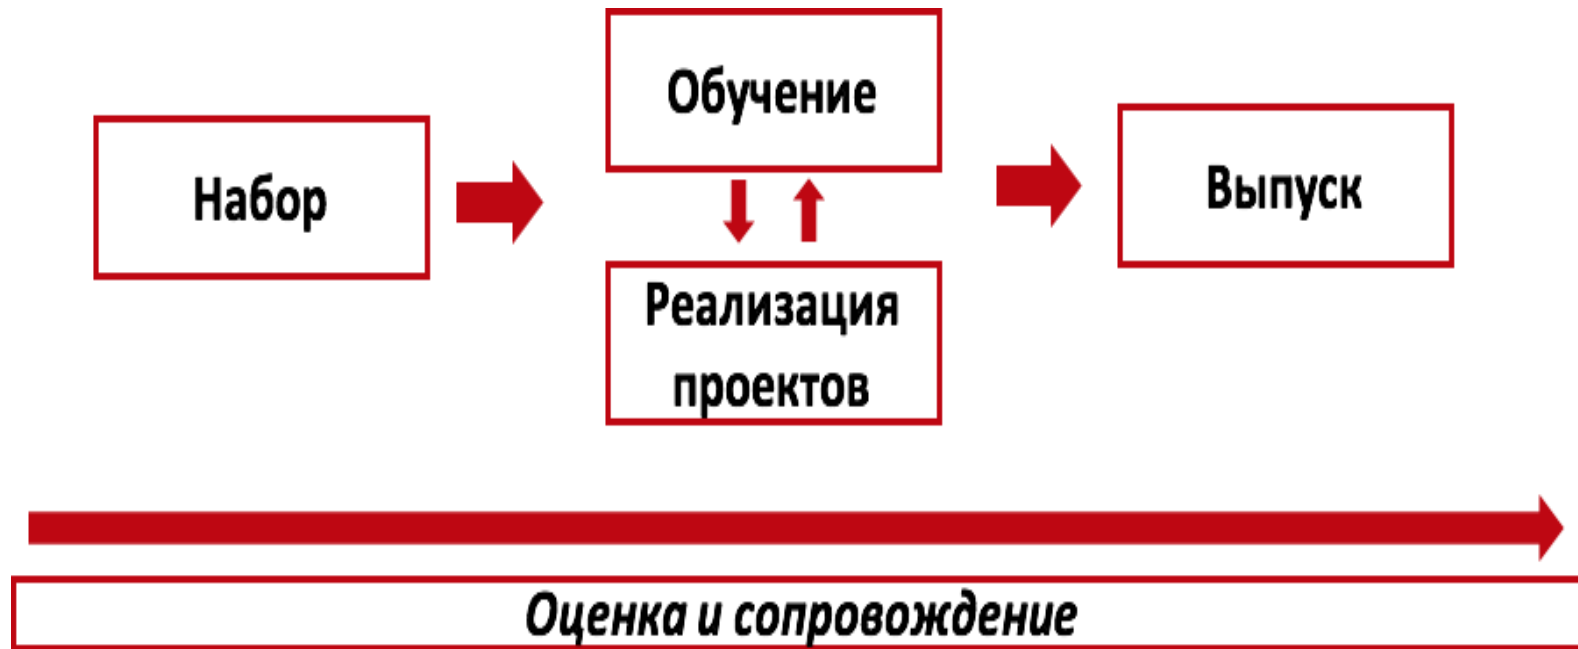 Набор
Обучение
Реализация
проектов
Выпуск
Оценка и сопровождение